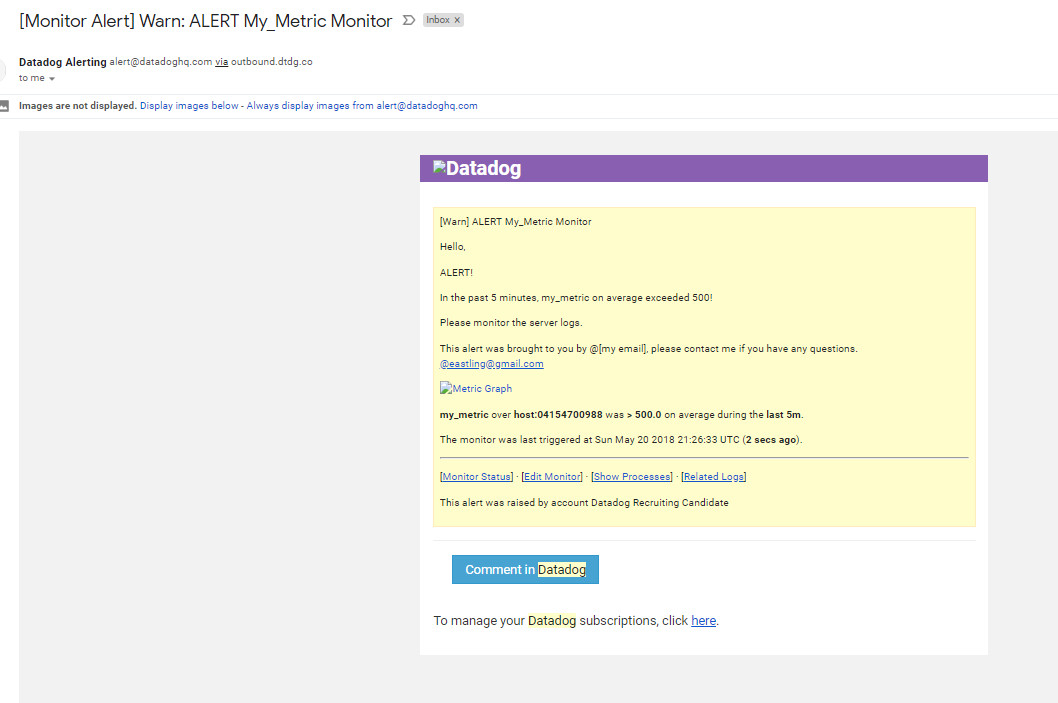 [Monitor Alert] Warn: ALERT My_Metric Monitor Inbox x
Datadog Alerting alert@datadoghq.com via outbound.dtdg.co
to me
Images are not displayed. Display images below - Always display images from alert@datadoghq.com
Datadog
[Warn] ALERT My_Metric Monitor
Hello,
ALERT!
In the past 5 minutes, my_metric on average exceeded 500!
Please monitor the server logs.
This alert was brought to you by @[my email], please contact me if you have any questions.
@eastling@gmail.com
Metric Graph
my_metric over host:04154700988 was > 500.0 on average during the last 5m.
The monitor was last triggered at Sun May 20 2018 21:26:33 UTC (2 secs ago).
[Monitor Status] · [Edit Monitor] · [Show Processes] · [Related Logs]
This alert was raised by account Datadog Recruiting Candidate
Comment in Datadog
To manage your Datadog subscriptions, click here.